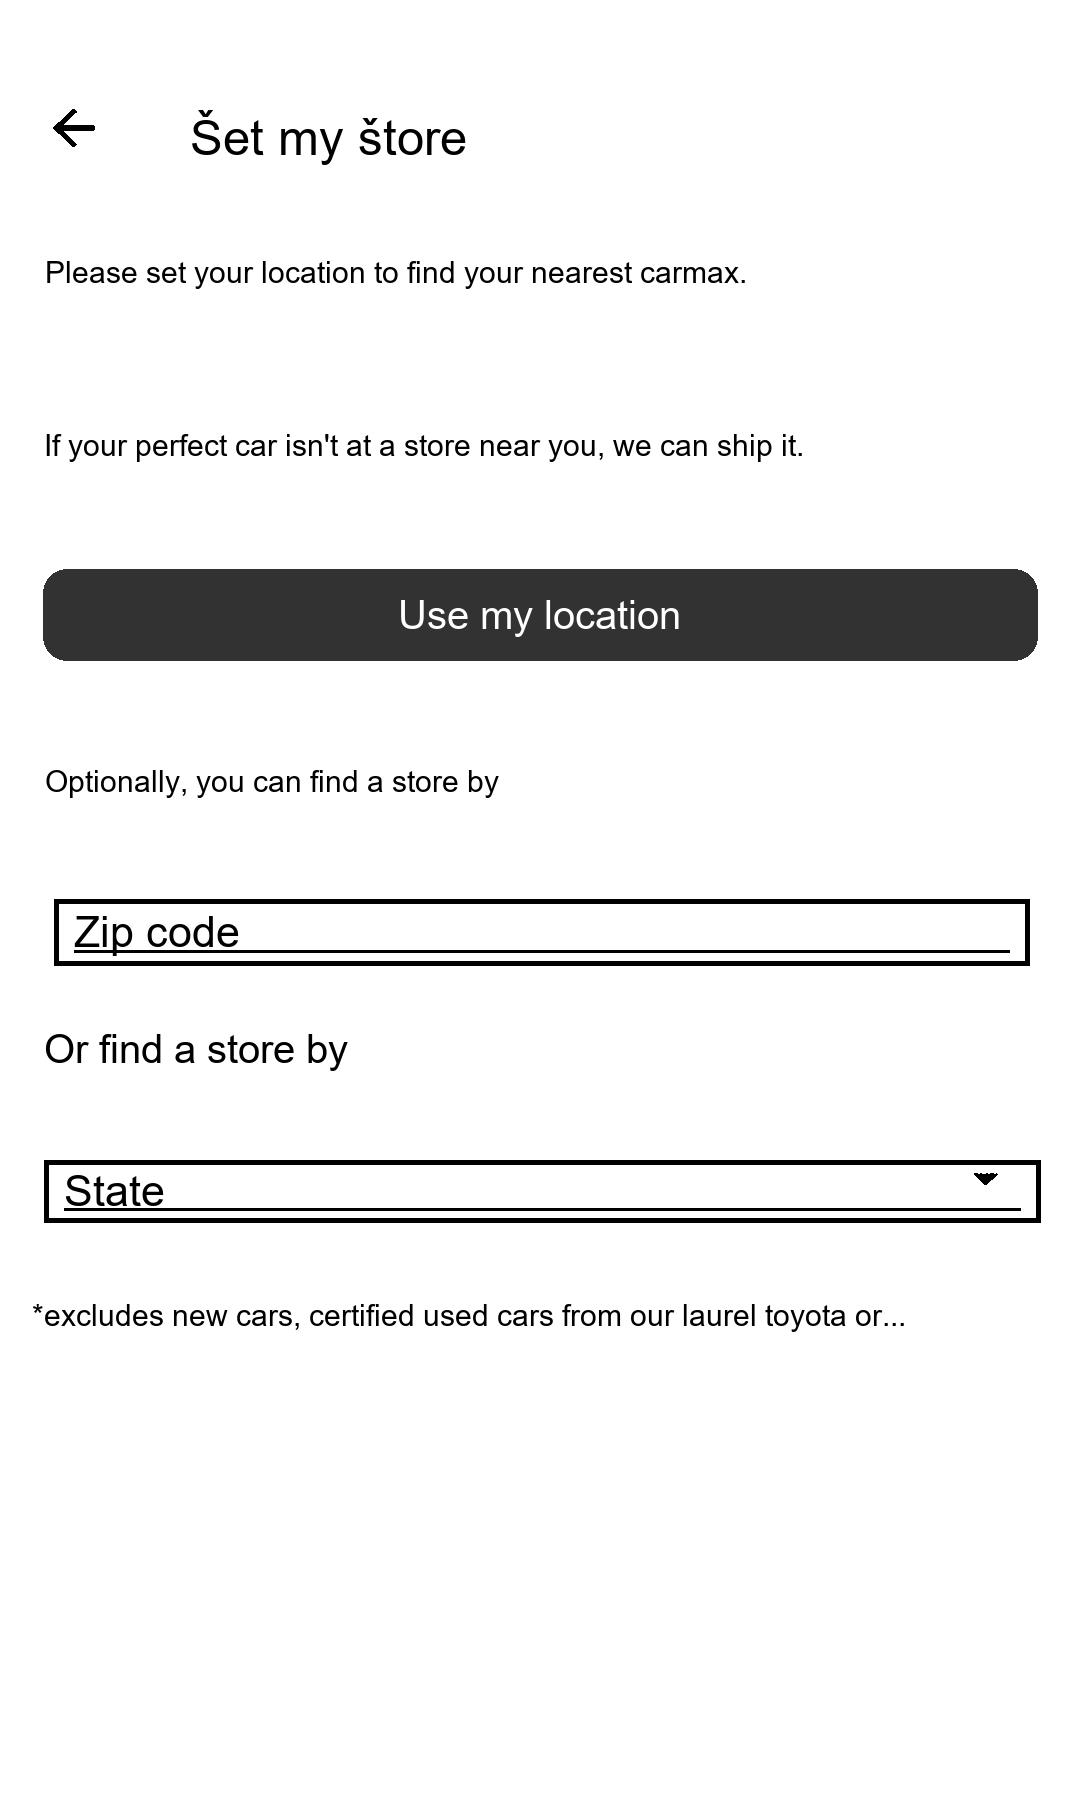 Šet my štore
Please set your location to find your nearest carmax.
If your perfect car isn't at a store near you, we can ship it.
Use my location
Optionally, you can find a store by
Zip code
Or find a store by
State
*excludes new cars, certified used cars from our laurel toyota or...